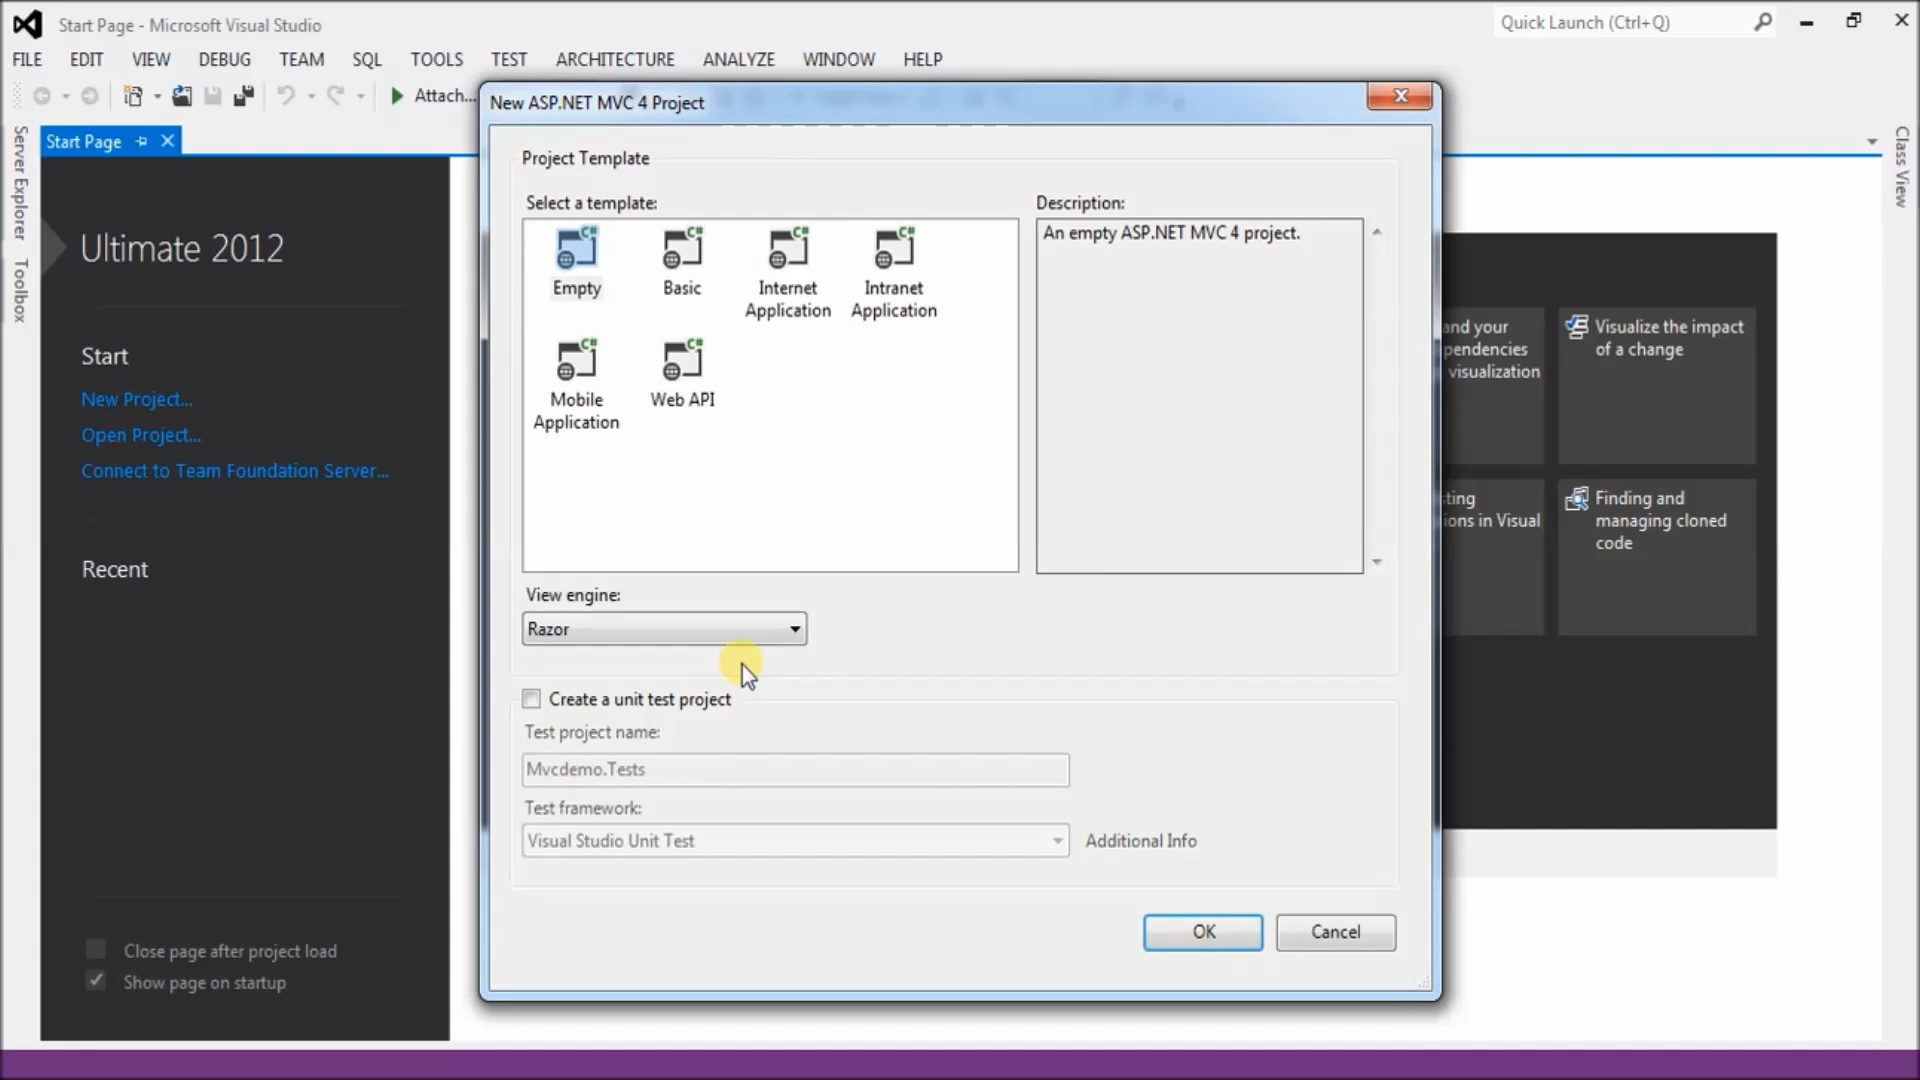 Start Page - Microsoft Visual Studio
Quick Launch (Ctrl+Q)
FILE EDIT VIEW DEBUG TEAM SQL TOOLS TEST ARCHITECTURE ANALYZE WINDOW HELP
Attach...
Server Explorer
Toolbox
Start Page
Ultimate 2012
Start
New Project...
Open Project...
Connect to Team Foundation Server...
Recent
Close page after project load
Show page on startup
New ASP.NET MVC 4 Project
Project Template
Select a template:
C# C# C# C#
Empty
Basic
Internet
Application
Intranet
Application
C# C#
Mobile
Application
Web API
Description:
An empty ASP.NET MVC 4 project.
View engine:
Razor
Create a unit test project
Test project name:
Mvcdemo.Tests
Test framework:
Visual Studio Unit Test
Additional Info
OK Cancel
and your
pendencies
visualization
Visualize the impact
of a change
ting
ions in Visual
Finding and
managing cloned
code
Class View